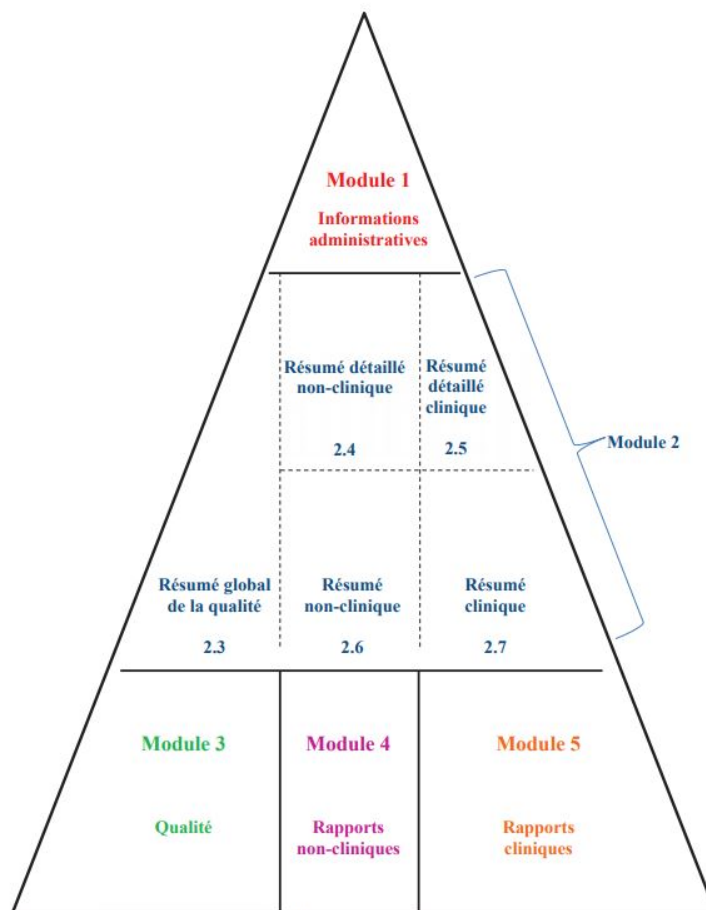 Module 1
Informations
administratives
Résumé détaillé
non-clinique
2.4
Résumé
détaillé
clinique
2.5
Module 2
Résumé global
de la qualité
2.3
Résumé
non-clinique
2.6
Résumé
clinique
2.7
Module 3
Qualité
Module 4
Rapports
non-cliniques
Module 5
Rapports
cliniques